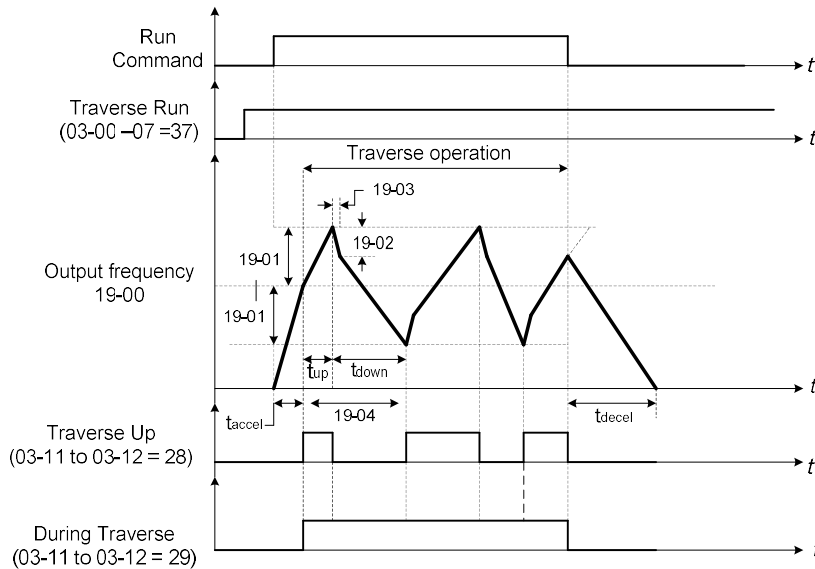 Run
Command
t
Traverse Run
(03-00 –07 =37)
t
Traverse operation
19-03
19-02
19-01
Output frequency
19-00
19-01
tup
tdown
t
taccel
19-04
tdecel
Traverse Up
(03-11 to 03-12 = 28)
t
During Traverse
(03-11 to 03-12 = 29)
t